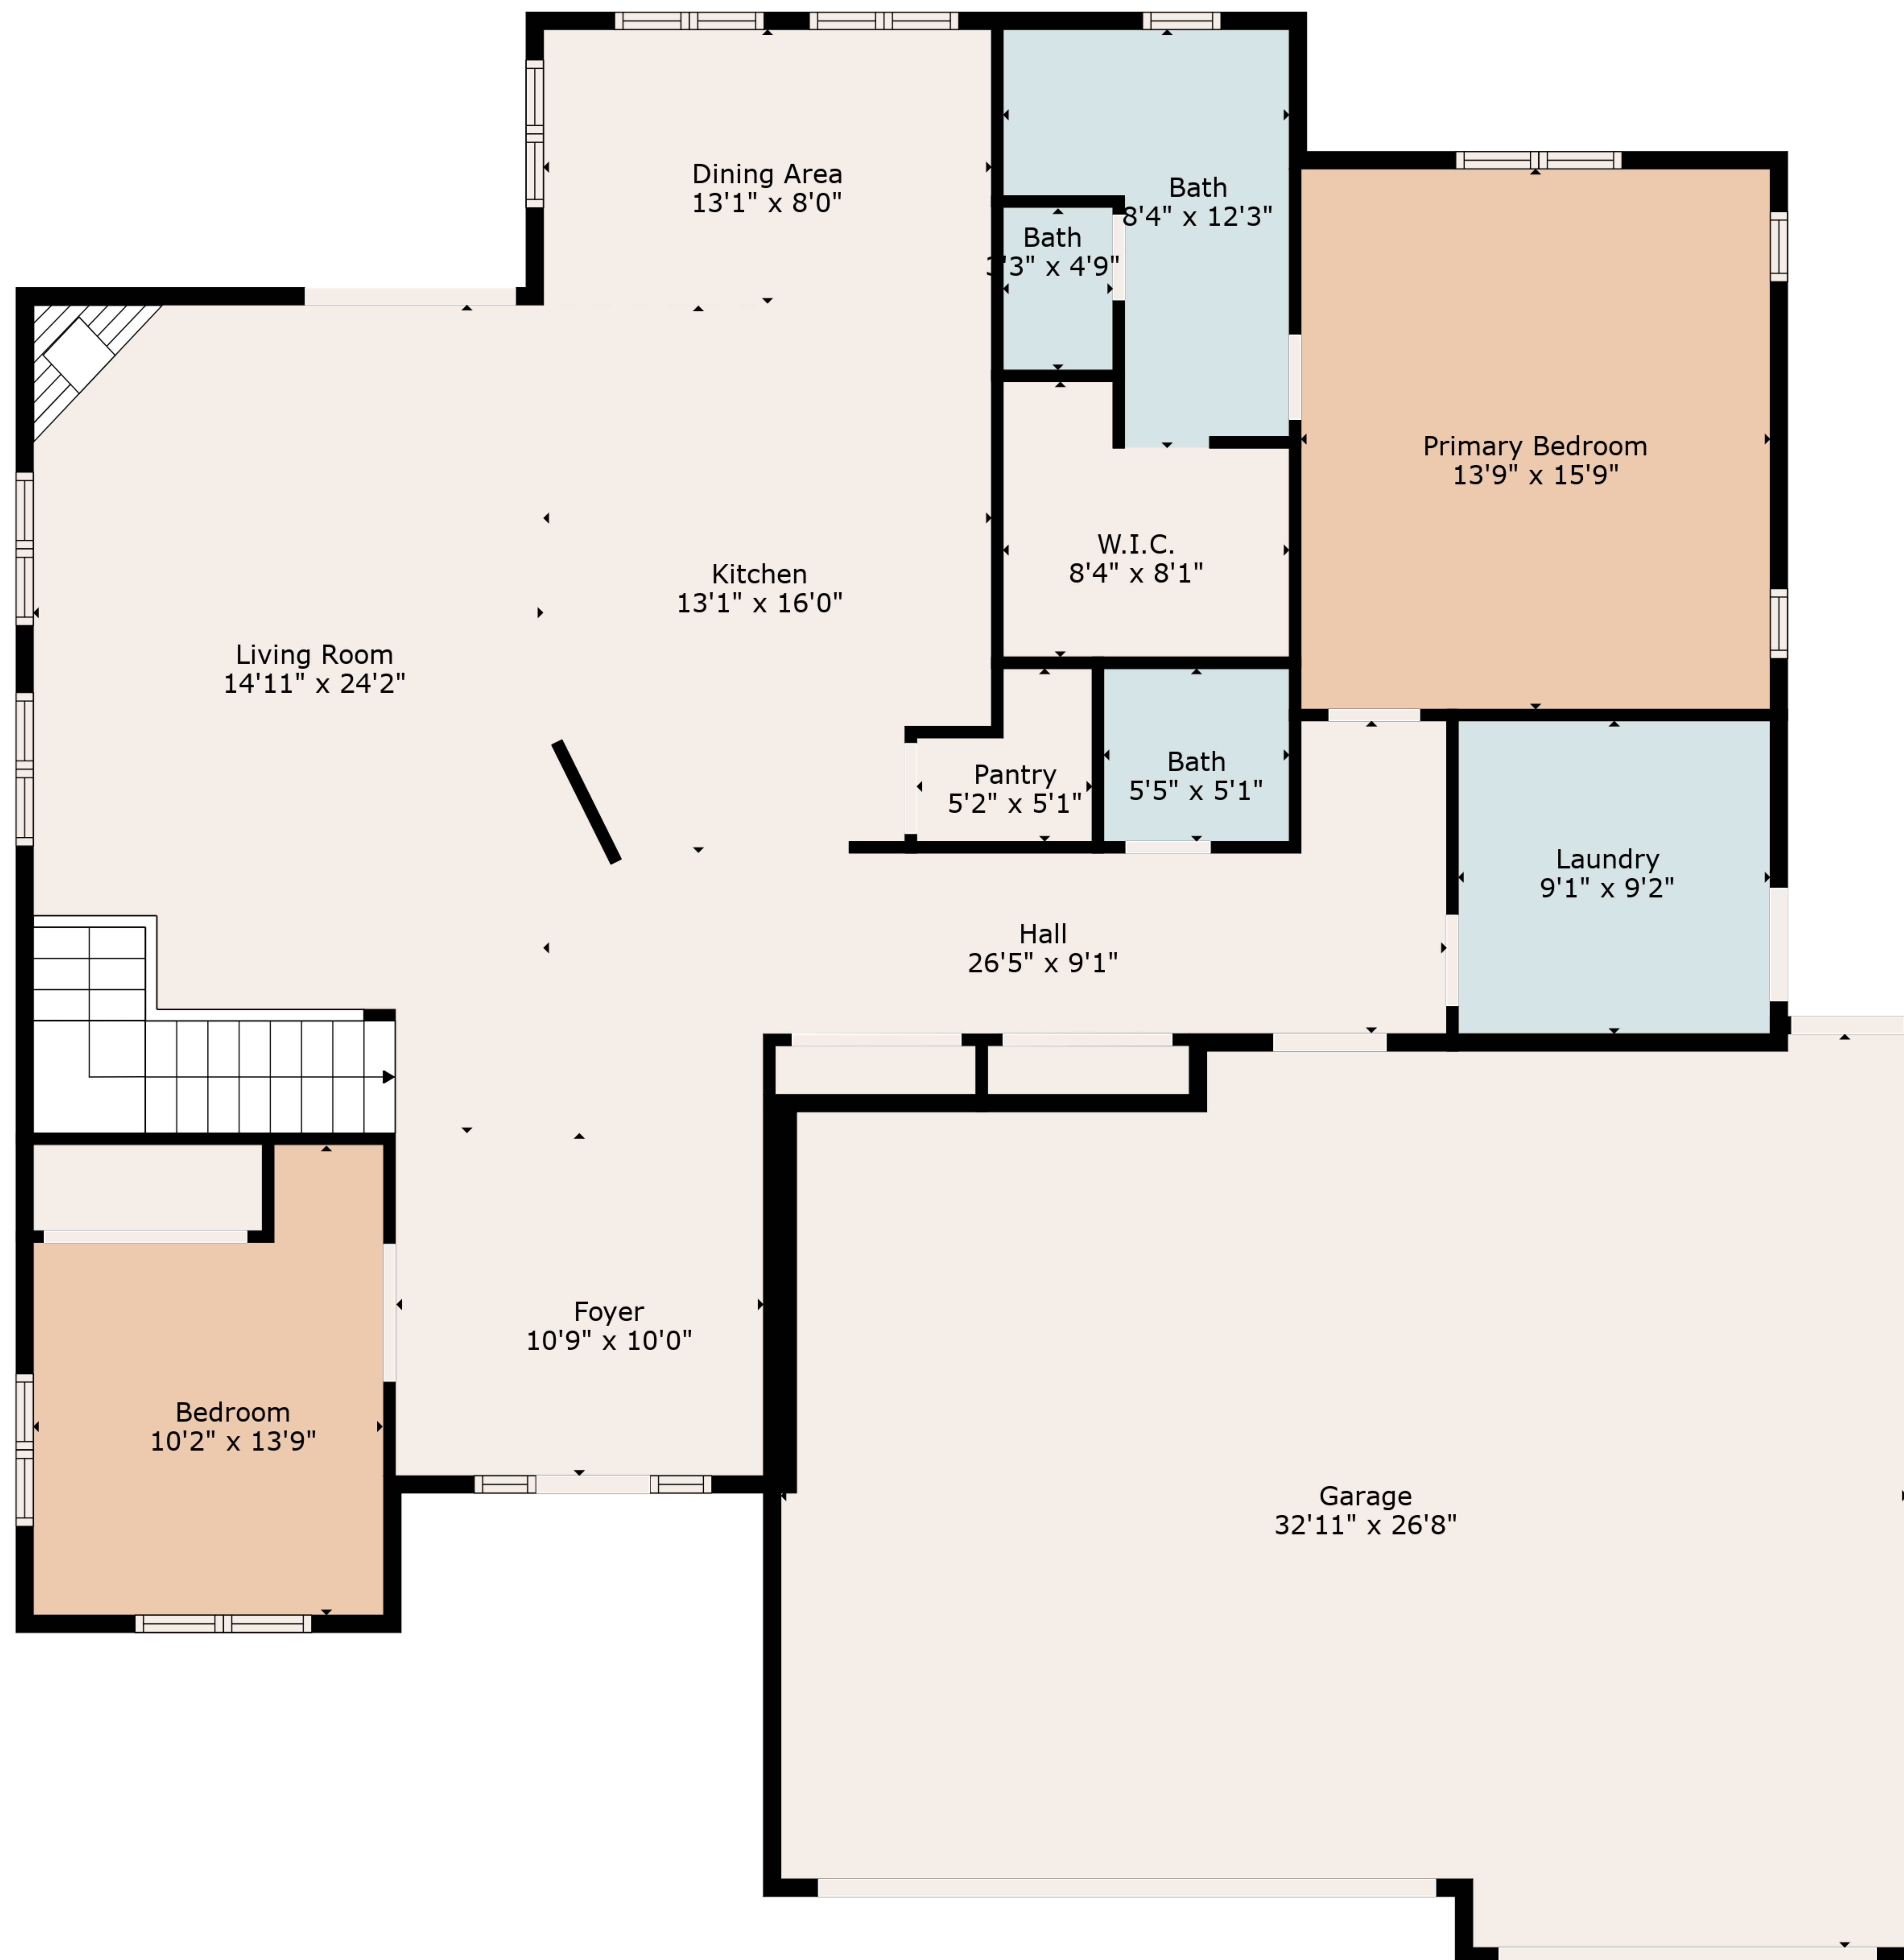 Dining Area
13'1" x 8'0"
Bath
8'4" x 12'3"
Bath
3'3" x 4'9"
Primary Bedroom
13'9" x 15'9"
W.I.C.
8'4" x 8'1"
Kitchen
13'1" x 16'0"
Living Room
14'11" x 24'2"
Pantry
5'2" x 5'1"
Bath
5'5" x 5'1"
Laundry
9'1" x 9'2"
Hall
26'5" x 9'1"
Foyer
10'9" x 10'0"
Bedroom
10'2" x 13'9"
Garage
32'11" x 26'8"